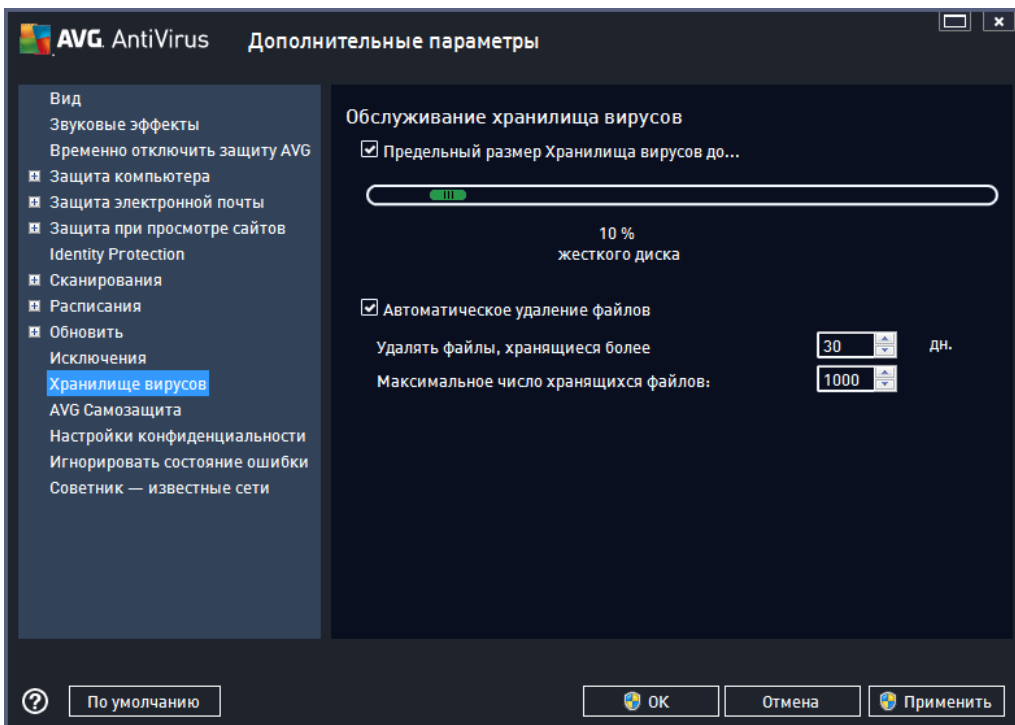 AVG. AntiVirus Дополнительные параметры
Вид
Звуковые эффекты
Временно отключить защиту AVG
Защита компьютера
Защита электронной почты
Защита при просмотре сайтов
Identity Protection
Сканирования
Расписания
Обновить
Исключения
Хранилище вирусов
AVG Самозащита
Настройки конфиденциальности
Игнорировать состояние ошибки
Советник — известные сети
Обслуживание хранилища вирусов
Предельный размер Хранилища вирусов до...
10 %
жесткого диска
Автоматическое удаление файлов
Удалять файлы, хранящиеся более 30 дн.
Максимальное число хранящихся файлов: 1000
По умолчанию OK Отмена Применить